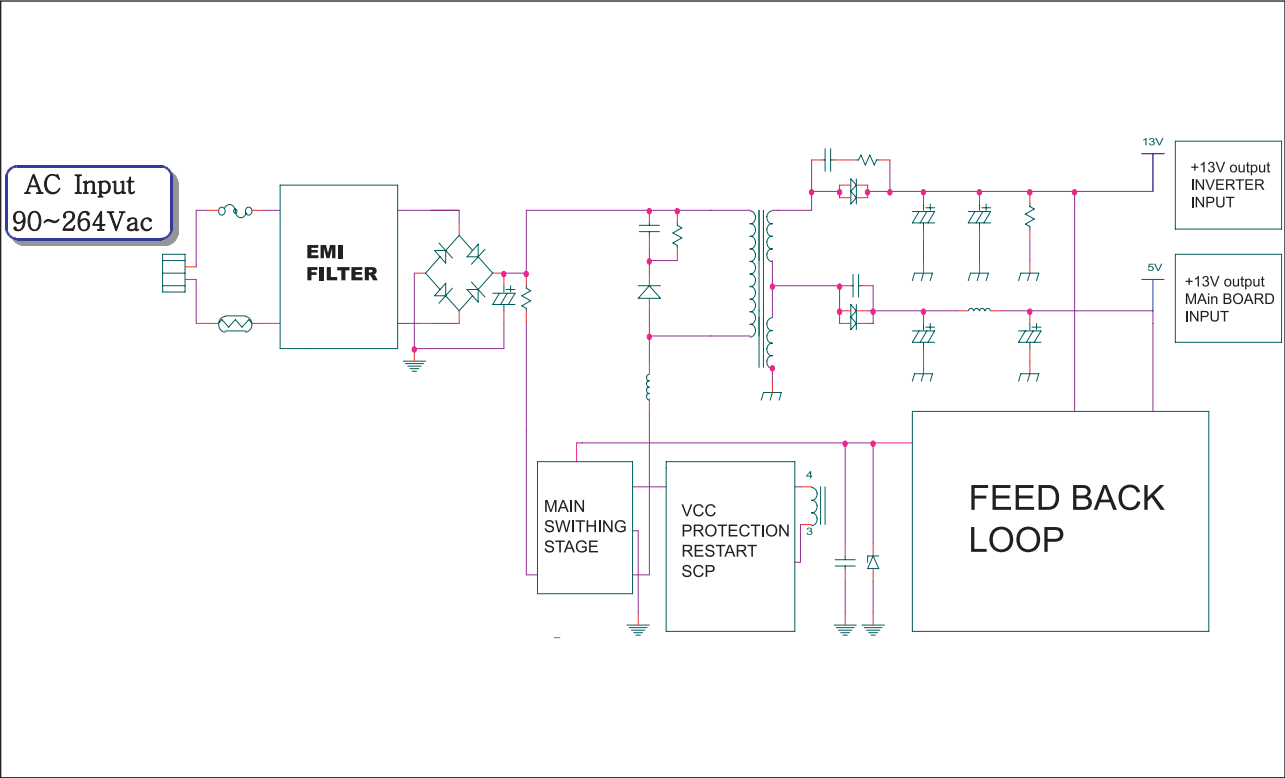 AC Input
90~264Vac
EMI
FILTER
13V
+13V output
INVERTER
INPUT
5V
+13V output
MAin BOARD
INPUT
MAIN
SWITHING
STAGE
VCC
PROTECTION
RESTART
SCP
4
3
FEED BACK
LOOP
+
+
+
+
+